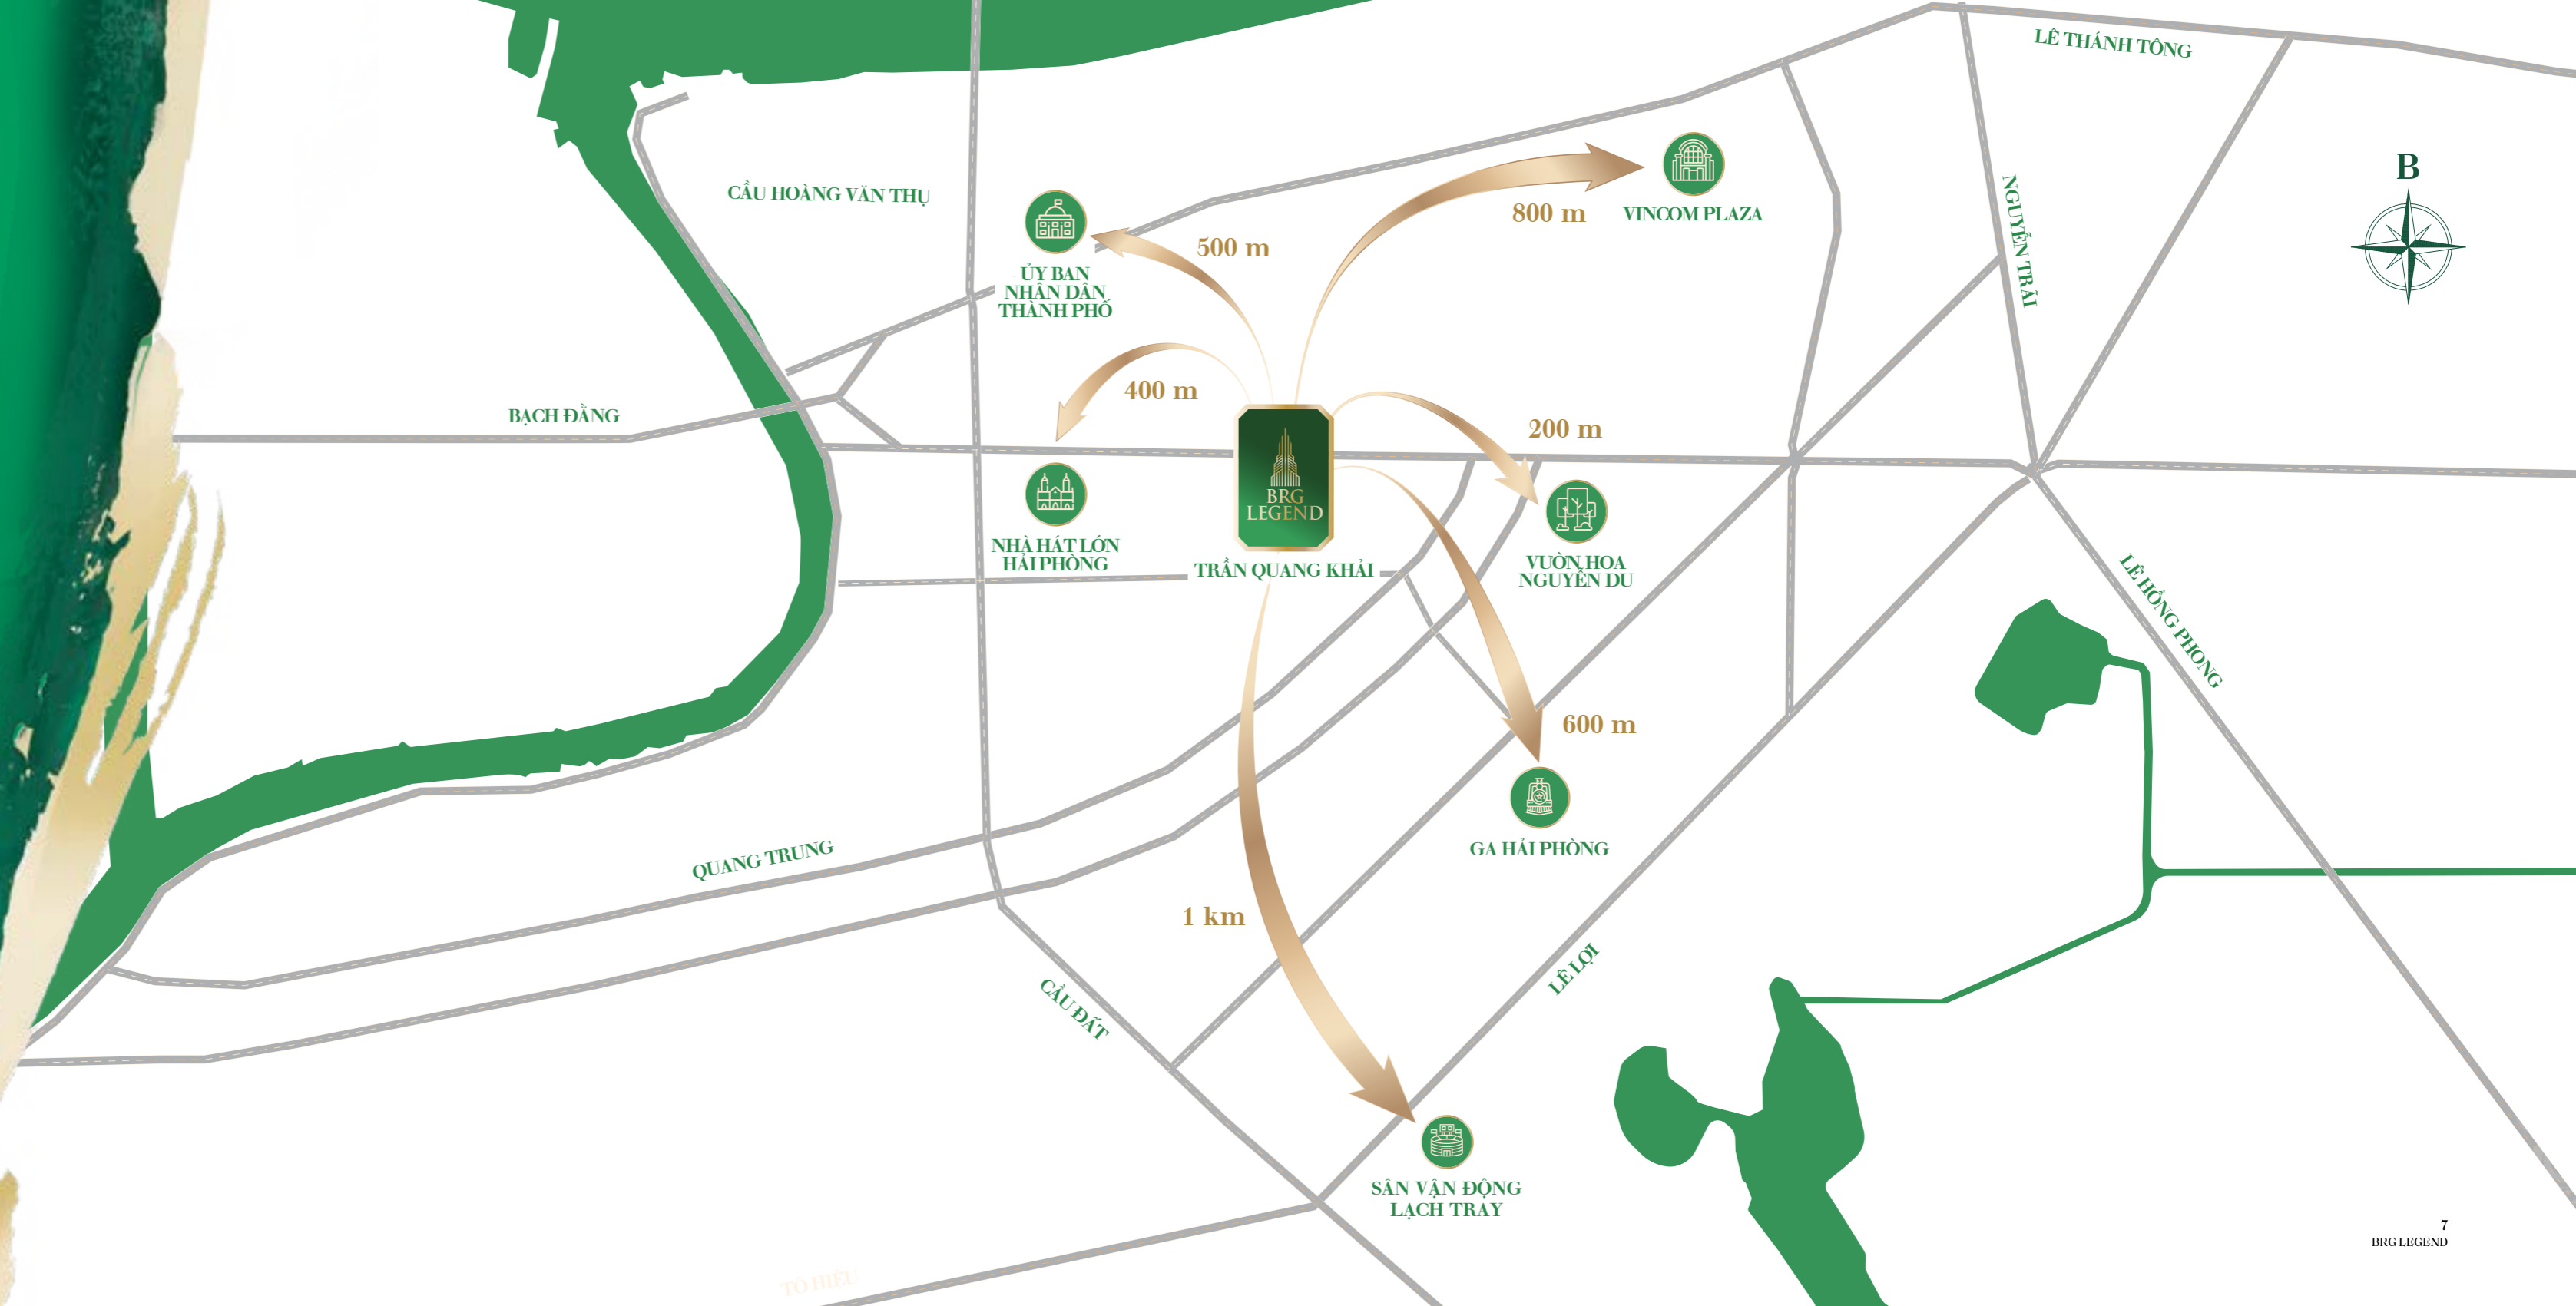 LÊ THÁNH TÔNG
B
CẦU HOÀNG VĂN THỤ
NGUYỄN TRÃI
800 m
VINCOM PLAZA
500 m
ỦY BAN
NHÂN DÂN
THÀNH PHỐ
400 m
BẠCH ĐẰNG
200 m
BRG
LEGEND
NHÀ HÁT LỚN
HẢI PHÒNG
TRẦN QUANG KHẢI
VƯỜN HOA
NGUYỄN DU
LÊ HỒNG PHONG
600 m
GA HẢI PHÒNG
QUANG TRUNG
1 km
CẦU ĐẤT
LÊ LỢI
SÂN VẬN ĐỘNG
LẠCH TRAY
TÔ HIỆU
7
BRG LEGEND